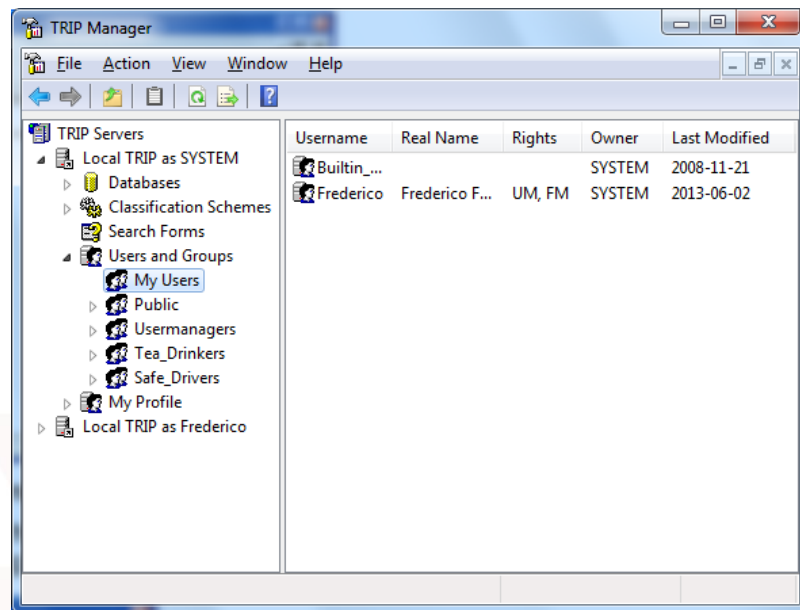 TRIP Manager
File Action View Window Help
TRIP Servers
Local TRIP as SYSTEM
Databases
Classification Schemes
Search Forms
Users and Groups
My Users
Public
Usermanagers
Tea_Drinkers
Safe_Drivers
My Profile
Local TRIP as Frederico
Username Real Name Rights Owner Last Modified
Builtin_... SYSTEM 2008-11-21
Frederico Frederico F... UM, FM SYSTEM 2013-06-02